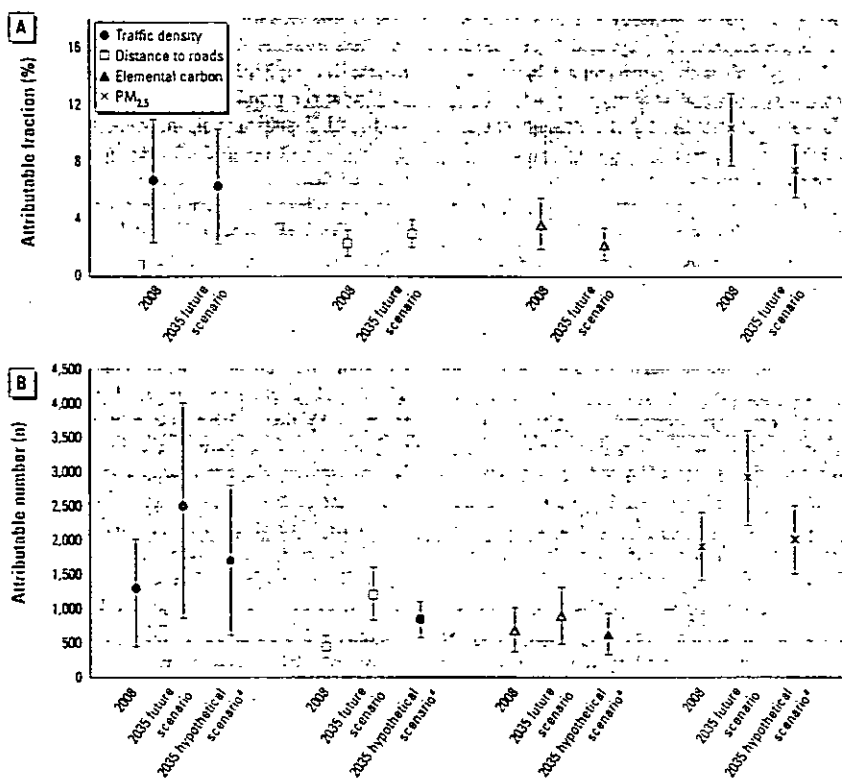 A
Traffic density
Distance to roads
Elemental carbon
PM2.5
Attributable fraction (%)
18
12
8
4
0
2008
2035 future
scenario
2008
2035 future
scenario
2008
2035 future
scenario
2008
2035 future
scenario
B
Attributable number (n)
4,500
4,000
3,500
3,000
2,500
2,000
1,500
1,000
500
0
2008
2035 future
scenario
2035 hypothetical
scenarioª
2008
2035 future
scenario
2035 hypothetical
scenarioª
2008
2035 future
scenario
2035 hypothetical
scenarioª
2008
2035 future
scenario
2035 hypothetical
scenarioª